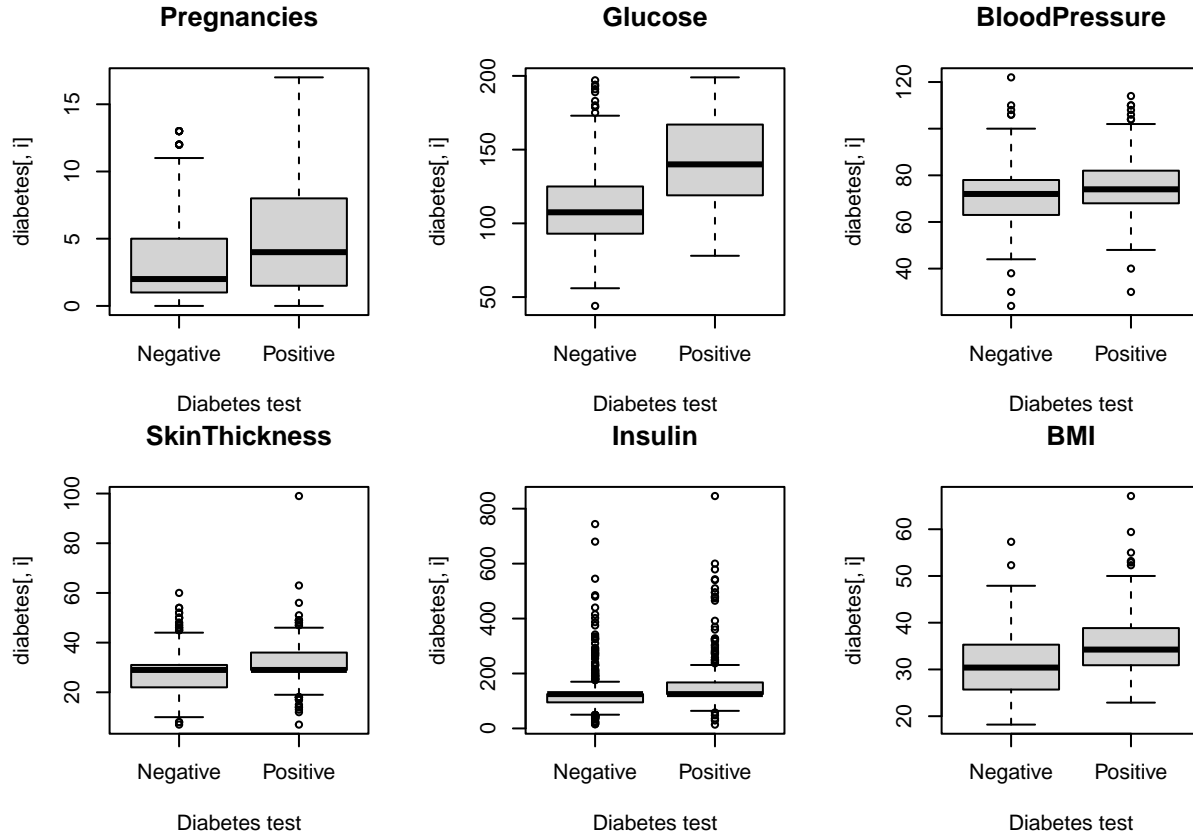 Pregnancies
diabetes[, i]
0
5
10
15
Negative
Positive
Diabetes test
Glucose
diabetes[, i]
50
100
150
200
Negative
Positive
Diabetes test
BloodPressure
diabetes[, i]
40
60
80
120
Negative
Positive
Diabetes test
SkinThickness
diabetes[, i]
20
40
60
80
100
Negative
Positive
Diabetes test
Insulin
diabetes[, i]
0
200
400
600
800
Negative
Positive
Diabetes test
BMI
diabetes[, i]
20
30
40
50
60
Negative
Positive
Diabetes test